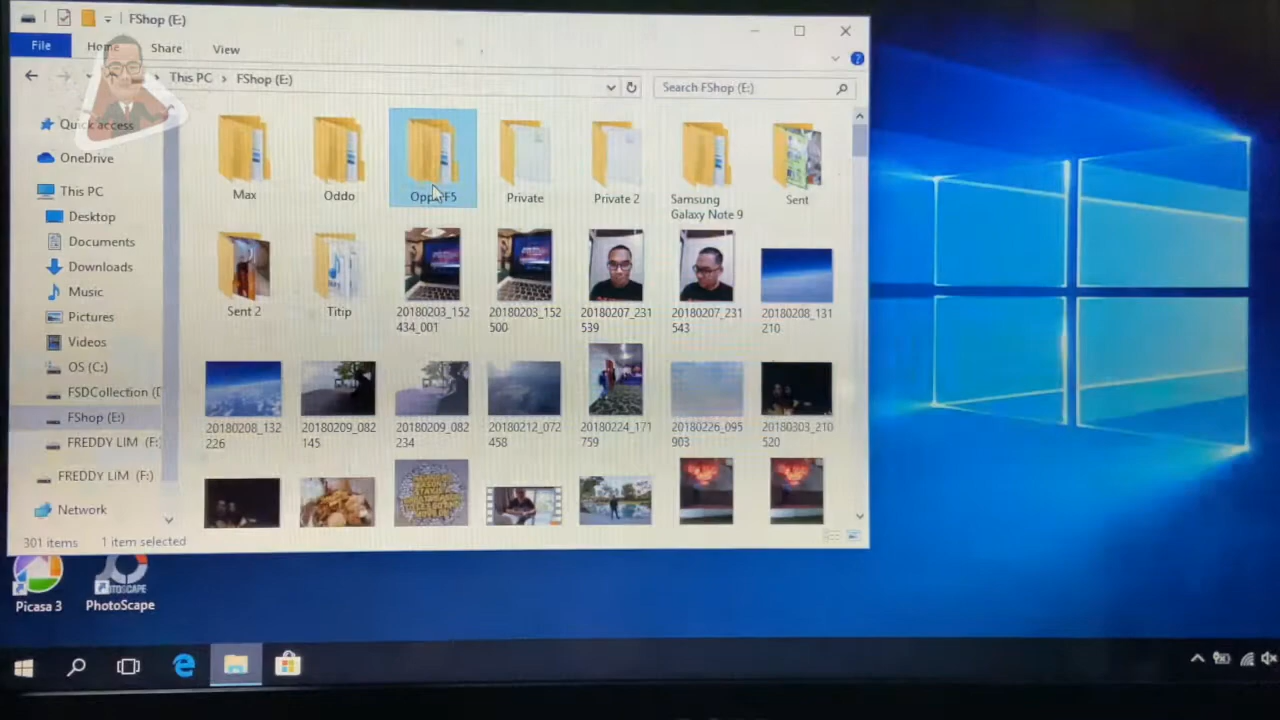 FShop (E:)
File Home Share View
This PC > FShop (E:)
Search FShop (E:)
Quick access
OneDrive
This PC
Desktop
Documents
Downloads
Music
Pictures
Videos
OS (C:)
FSDCollection (D
FShop (E:)
FREDDY LIM (F:
FREDDY LIM (F:)
Network
Max
Oddo
Oppo F5
Private
Private 2
Samsung
Galaxy Note 9
Sent
Sent 2
Titip
20180203_152
434_001
20180203_152
500
20180207_231
539
20180207_231
543
20180208_131
210
20180208_132
226
20180209_082
145
20180209_082
234
20180212_072
458
20180224_171
759
20180226_095
903
20180303_210
520
301 items 1 item selected
Picasa 3
PHOTOSCAPE
PhotoScape